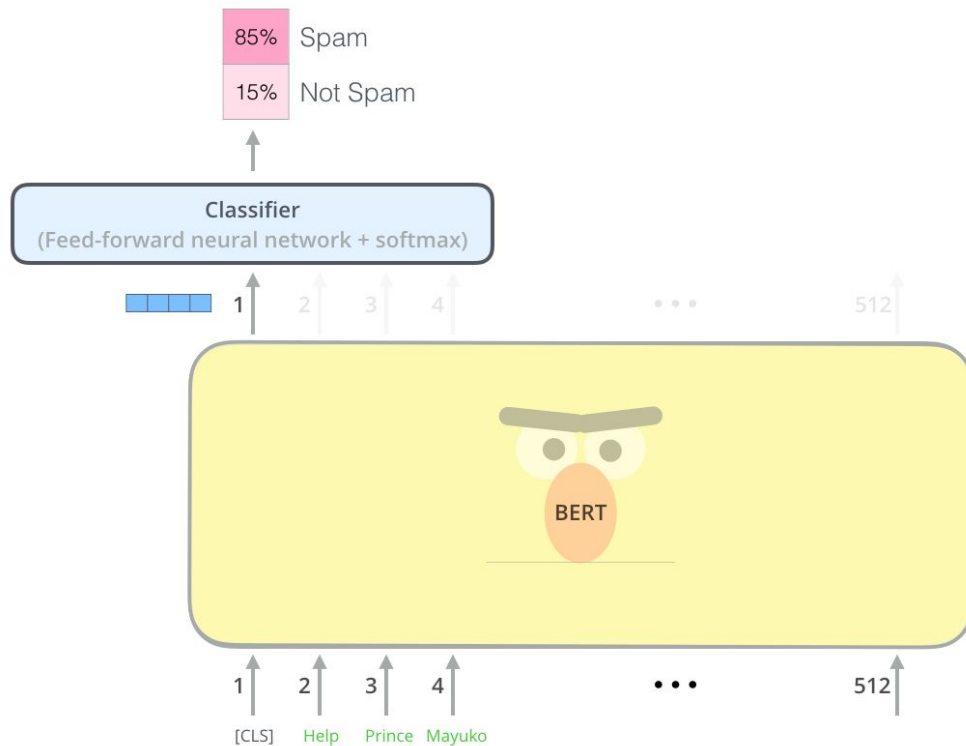 85% Spam
15% Not Spam
Classifier
(Feed-forward neural network + softmax)
1 2 3 4 ••• 512
BERT
1 2 3 4 ••• 512
[CLS] Help Prince Mayuko